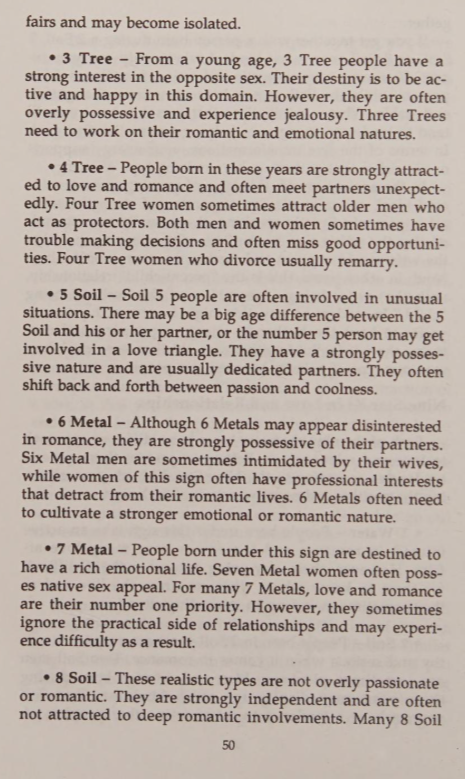 fairs and may become isolated.
• 3 Tree – From a young age, 3 Tree people have a
strong interest in the opposite sex. Their destiny is to be ac-
tive and happy in this domain. However, they are often
overly possessive and experience jealousy. Three Trees
need to work on their romantic and emotional natures.
• 4 Tree – People born in these years are strongly attract-
ed to love and romance and often meet partners unexpect-
edly. Four Tree women sometimes attract older men who
act as protectors. Both men and women sometimes have
trouble making decisions and often miss good opportuni-
ties. Four Tree women who divorce usually remarry.
• 5 Soil – Soil 5 people are often involved in unusual
situations. There may be a big age difference between the 5
Soil and his or her partner, or the number 5 person may get
involved in a love triangle. They have a strongly posses-
sive nature and are usually dedicated partners. They often
shift back and forth between passion and coolness.
• 6 Metal – Although 6 Metals may appear disinterested
in romance, they are strongly possessive of their partners.
Six Metal men are sometimes intimidated by their wives,
while women of this sign often have professional interests
that detract from their romantic lives. 6 Metals often need
to cultivate a stronger emotional or romantic nature.
• 7 Metal – People born under this sign are destined to
have a rich emotional life. Seven Metal women often poss-
es native sex appeal. For many 7 Metals, love and romance
are their number one priority. However, they sometimes
ignore the practical side of relationships and may experi-
ence difficulty as a result.
• 8 Soil – These realistic types are not overly passionate
or romantic. They are strongly independent and are often
not attracted to deep romantic involvements. Many 8 Soil
50